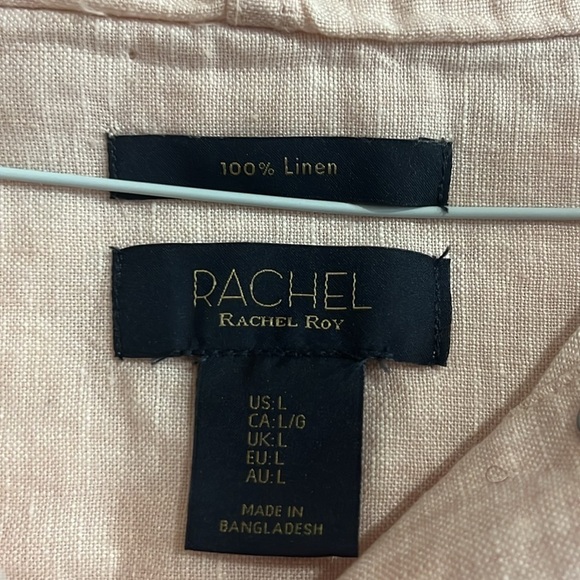 100% Linen
RACHEL
RACHEL ROY
US: L
CA: L/G
UK: L
EU: L
AU: L
MADE IN
BANGLADESH